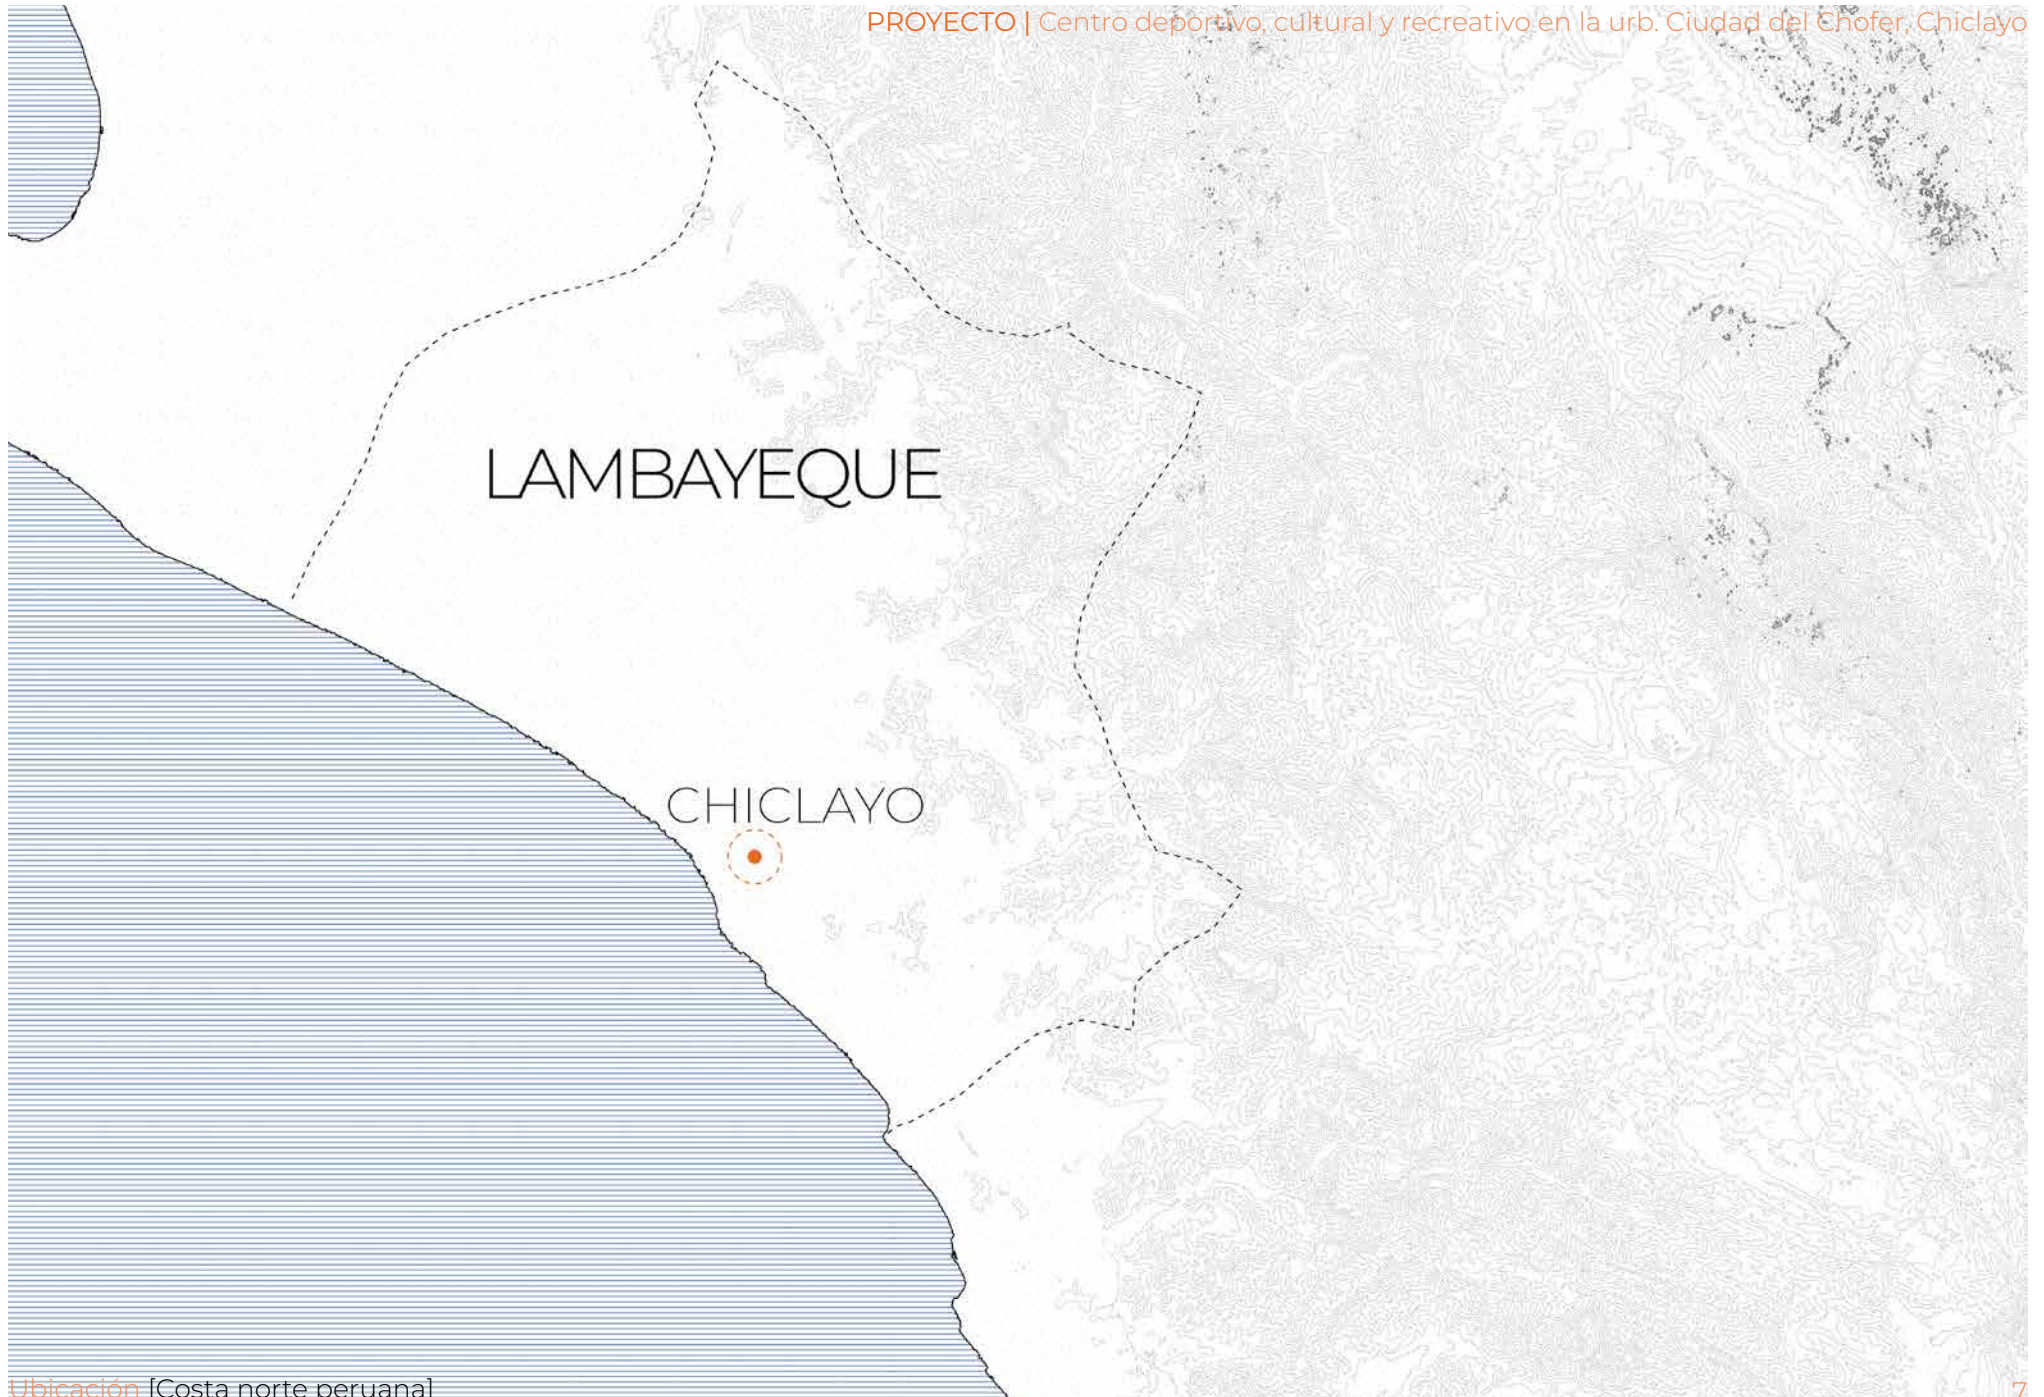 PROYECTO | Centro deportivo, cultural y recreativo en la urb. Ciudad del Chofer, Chiclayo
LAMBAYEQUE
CHICLAYO
Ubicación [Costa norte peruana]
7